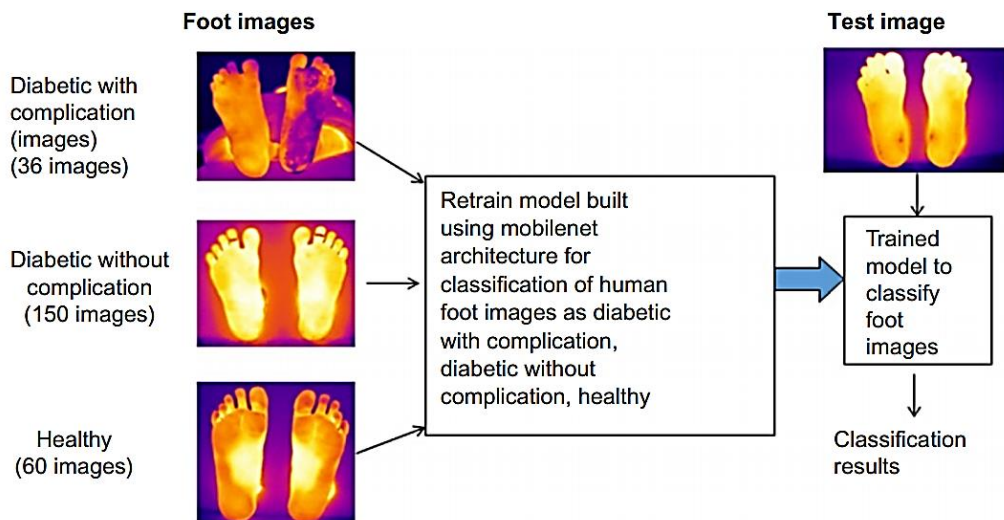 Foot images
Diabetic with
complication
(images)
(36 images)
Diabetic without
complication
(150 images)
Healthy
(60 images)
Retrain model built
using mobilenet
architecture for
classification of human
foot images as diabetic
with complication,
diabetic without
complication, healthy
Test image
Trained
model to
classify
foot
images
Classification
results